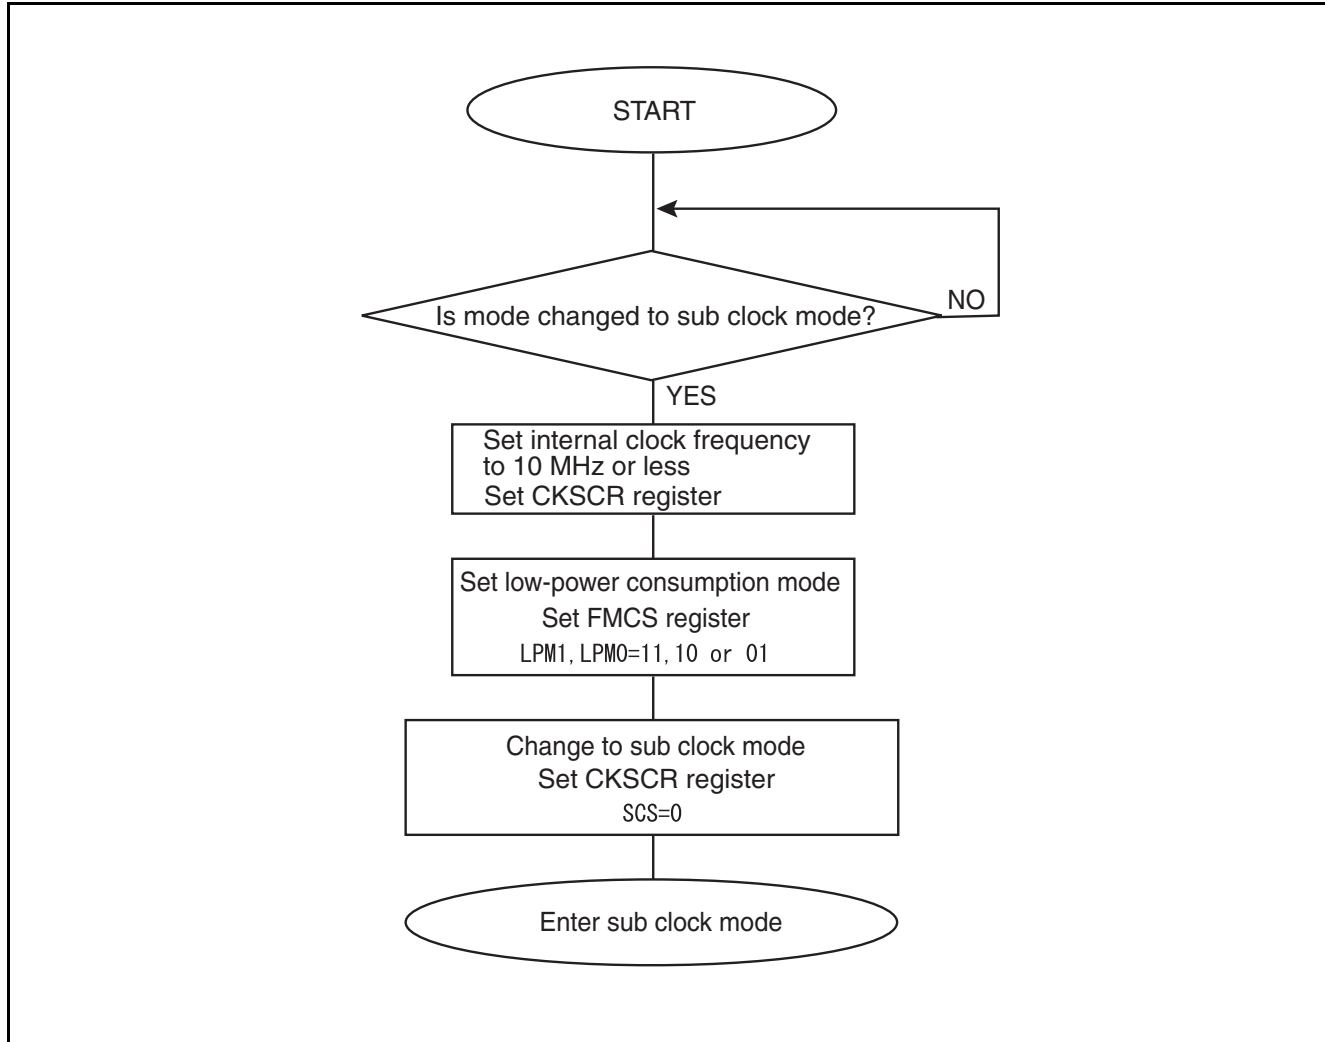 START
Is mode changed to sub clock mode?
NO
YES
Set internal clock frequency
to 10 MHz or less
Set CKSCR register
Set low-power consumption mode
Set FMCS register
LPM1, LPM0=11, 10 or 01
Change to sub clock mode
Set CKSCR register
SCS=0
Enter sub clock mode